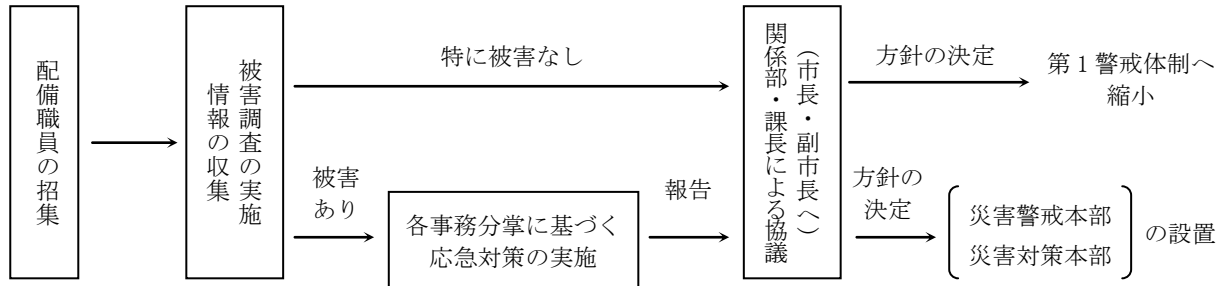 配備職員の招集
被害調査の実施
情報の収集
特に被害なし
被害
あり
各事務分掌に基づく
応急対策の実施
報告
関係部・課長による協議
（市長・副市長へ）
方針の決定
第１警戒体制へ
縮小
方針の
決定
災害警戒本部
災害対策本部
の設置